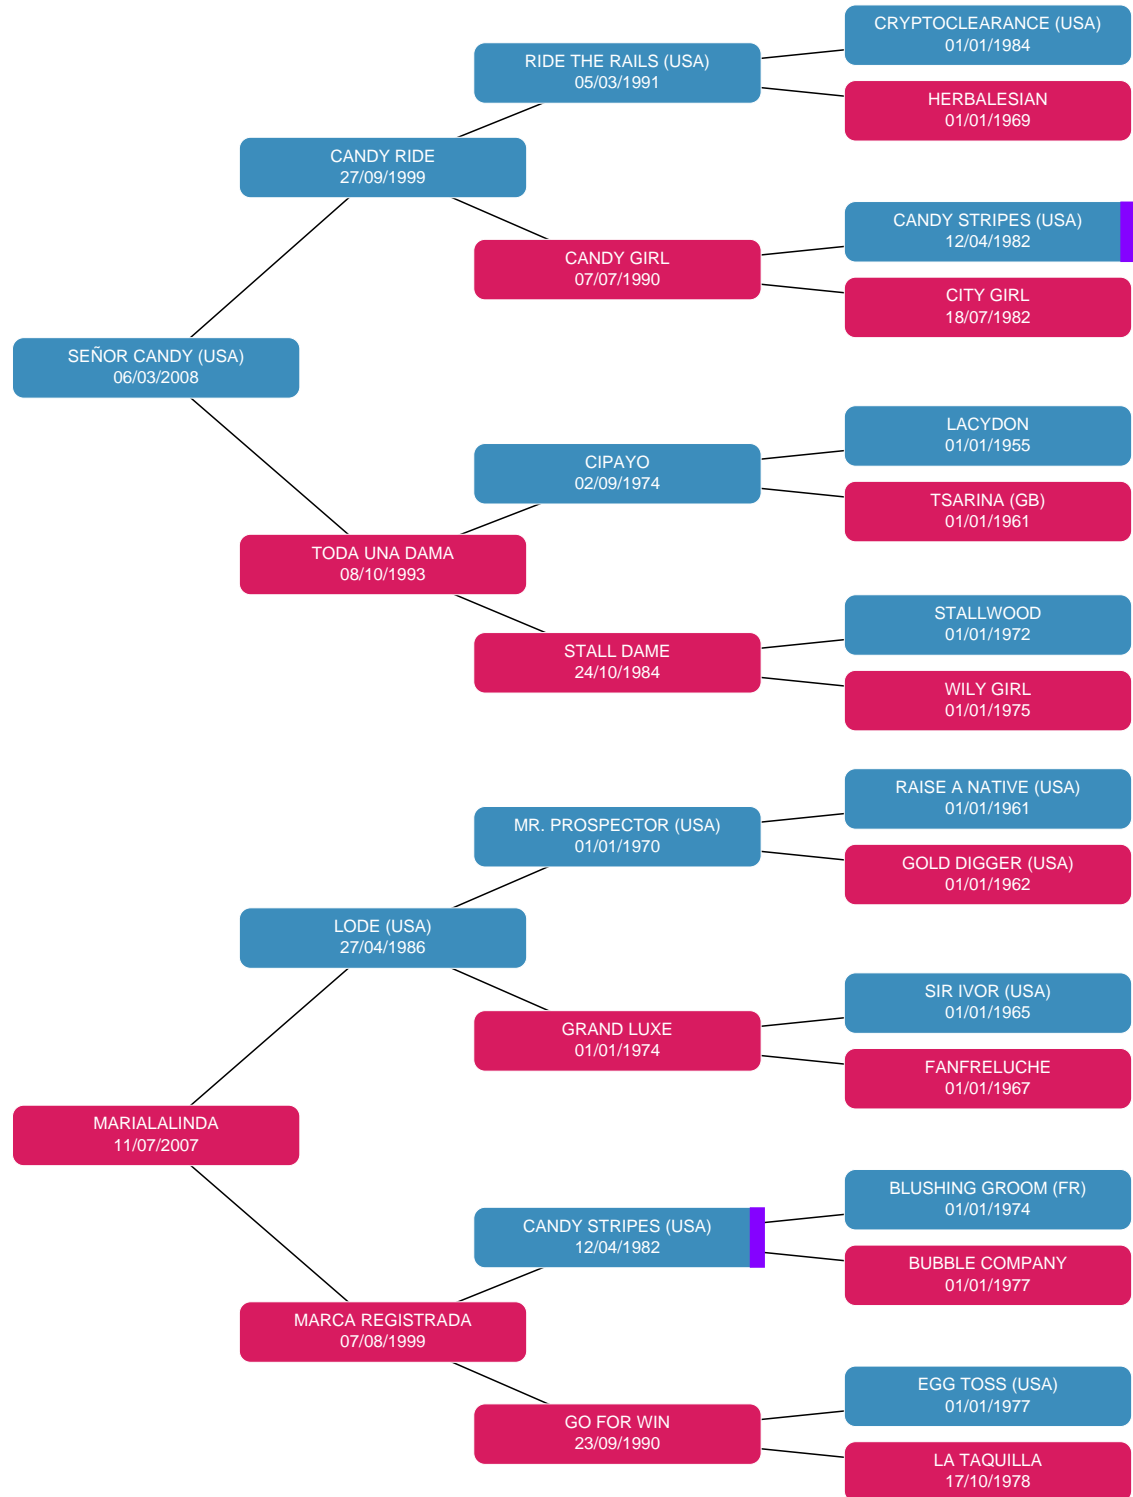 CRYPTOCLEARANCE (USA)
01/01/1984
RIDE THE RAILS (USA)
05/03/1991
HERBALESIAN
01/01/1969
CANDY RIDE
27/09/1999
CANDY STRIPES (USA)
12/04/1982
CANDY GIRL
07/07/1990
CITY GIRL
18/07/1982
SEÑOR CANDY (USA)
06/03/2008
LACYDON
01/01/1955
CIPAYO
02/09/1974
TSARINA (GB)
01/01/1961
TODA UNA DAMA
08/10/1993
STALLWOOD
01/01/1972
STALL DAME
24/10/1984
WILY GIRL
01/01/1975
RAISE A NATIVE (USA)
01/01/1961
MR. PROSPECTOR (USA)
01/01/1970
GOLD DIGGER (USA)
01/01/1962
LODE (USA)
27/04/1986
SIR IVOR (USA)
01/01/1965
GRAND LUXE
01/01/1974
FANFRELUCHE
01/01/1967
MARIALALINDA
11/07/2007
BLUSHING GROOM (FR)
01/01/1974
CANDY STRIPES (USA)
12/04/1982
BUBBLE COMPANY
01/01/1977
MARCA REGISTRADA
07/08/1999
EGG TOSS (USA)
01/01/1977
GO FOR WIN
23/09/1990
LA TAQUILLA
17/10/1978